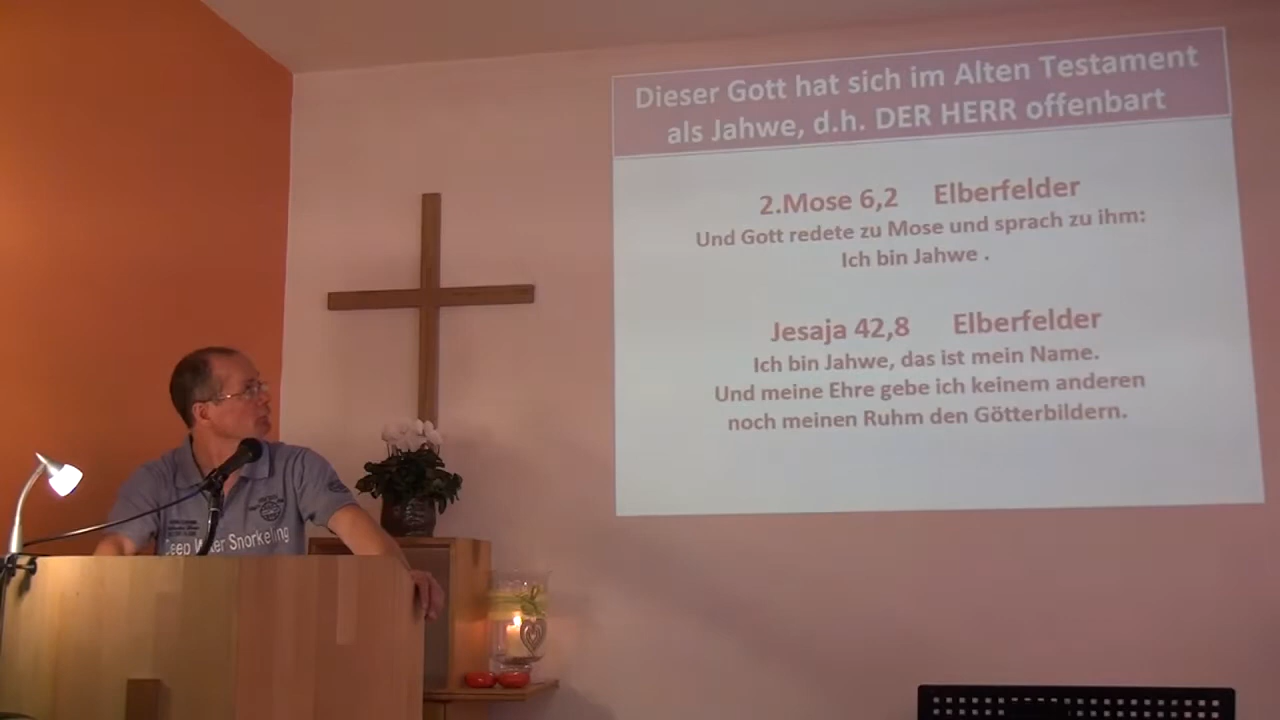 Dieser Gott hat sich im Alten Testament
als Jahwe, d.h. DER HERR offenbart
2.Mose 6,2 Elberfelder
Und Gott redete zu Mose und sprach zu ihm:
Ich bin Jahwe .
Jesaja 42,8 Elberfelder
Ich bin Jahwe, das ist mein Name.
Und meine Ehre gebe ich keinem anderen
noch meinen Ruhm den Götterbildern.
Snorkeling